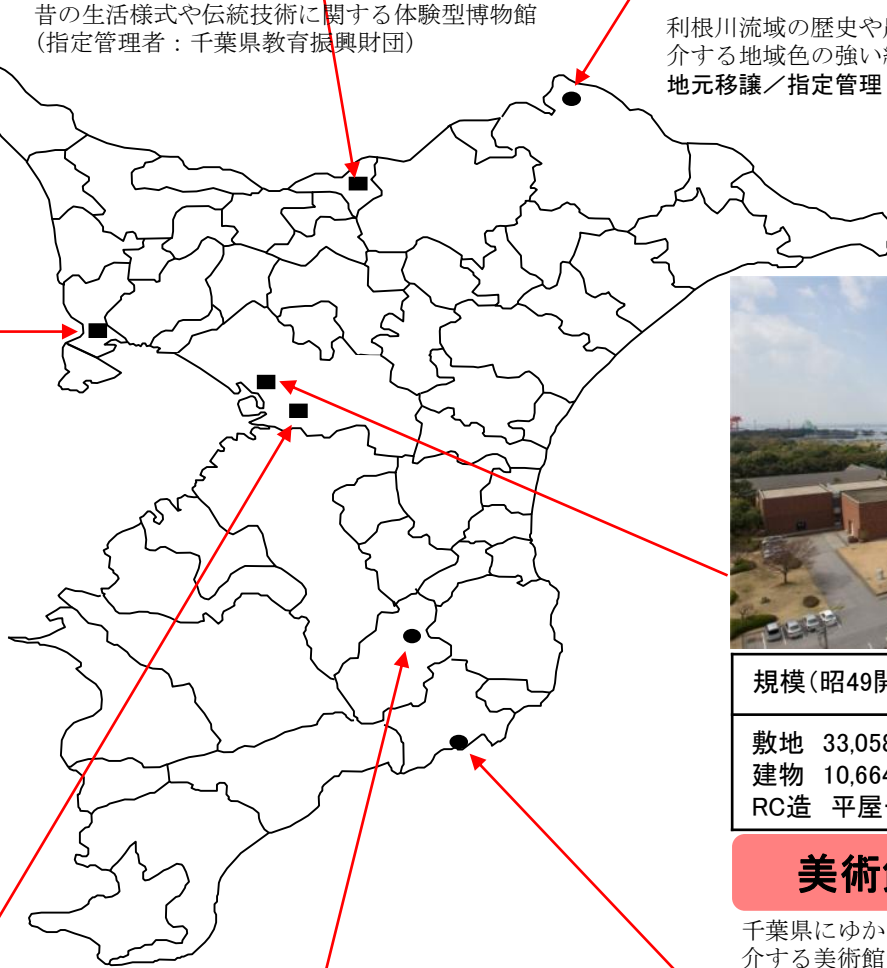 昔の生活様式や伝統技術に関する体験型博物館
（指定管理者：千葉県教育振興財団）
利根川流域の歴史や
介する地域色の強い
地元移譲／指定管理
規模（昭49開
敷地 33,058
建物 10,664
RC造 平屋
美術
千葉県にゆか
介する美術館